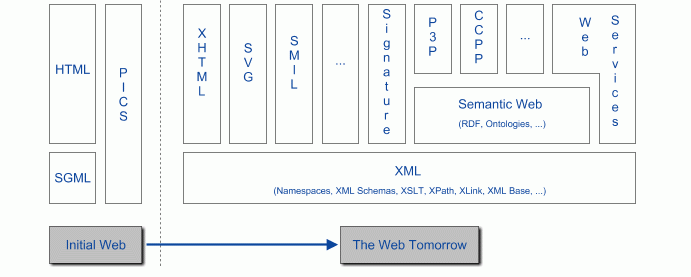 HTML
PICS
SGML
XHTML
SVG
SMIL
...
Signature
P3P
CCPP
...
Web Services
Semantic Web
(RDF, Ontologies, ...)
XML
(Namespaces, XML Schemas, XSLT, XPath, XLink, XML Base, ...)
Initial Web
The Web Tomorrow